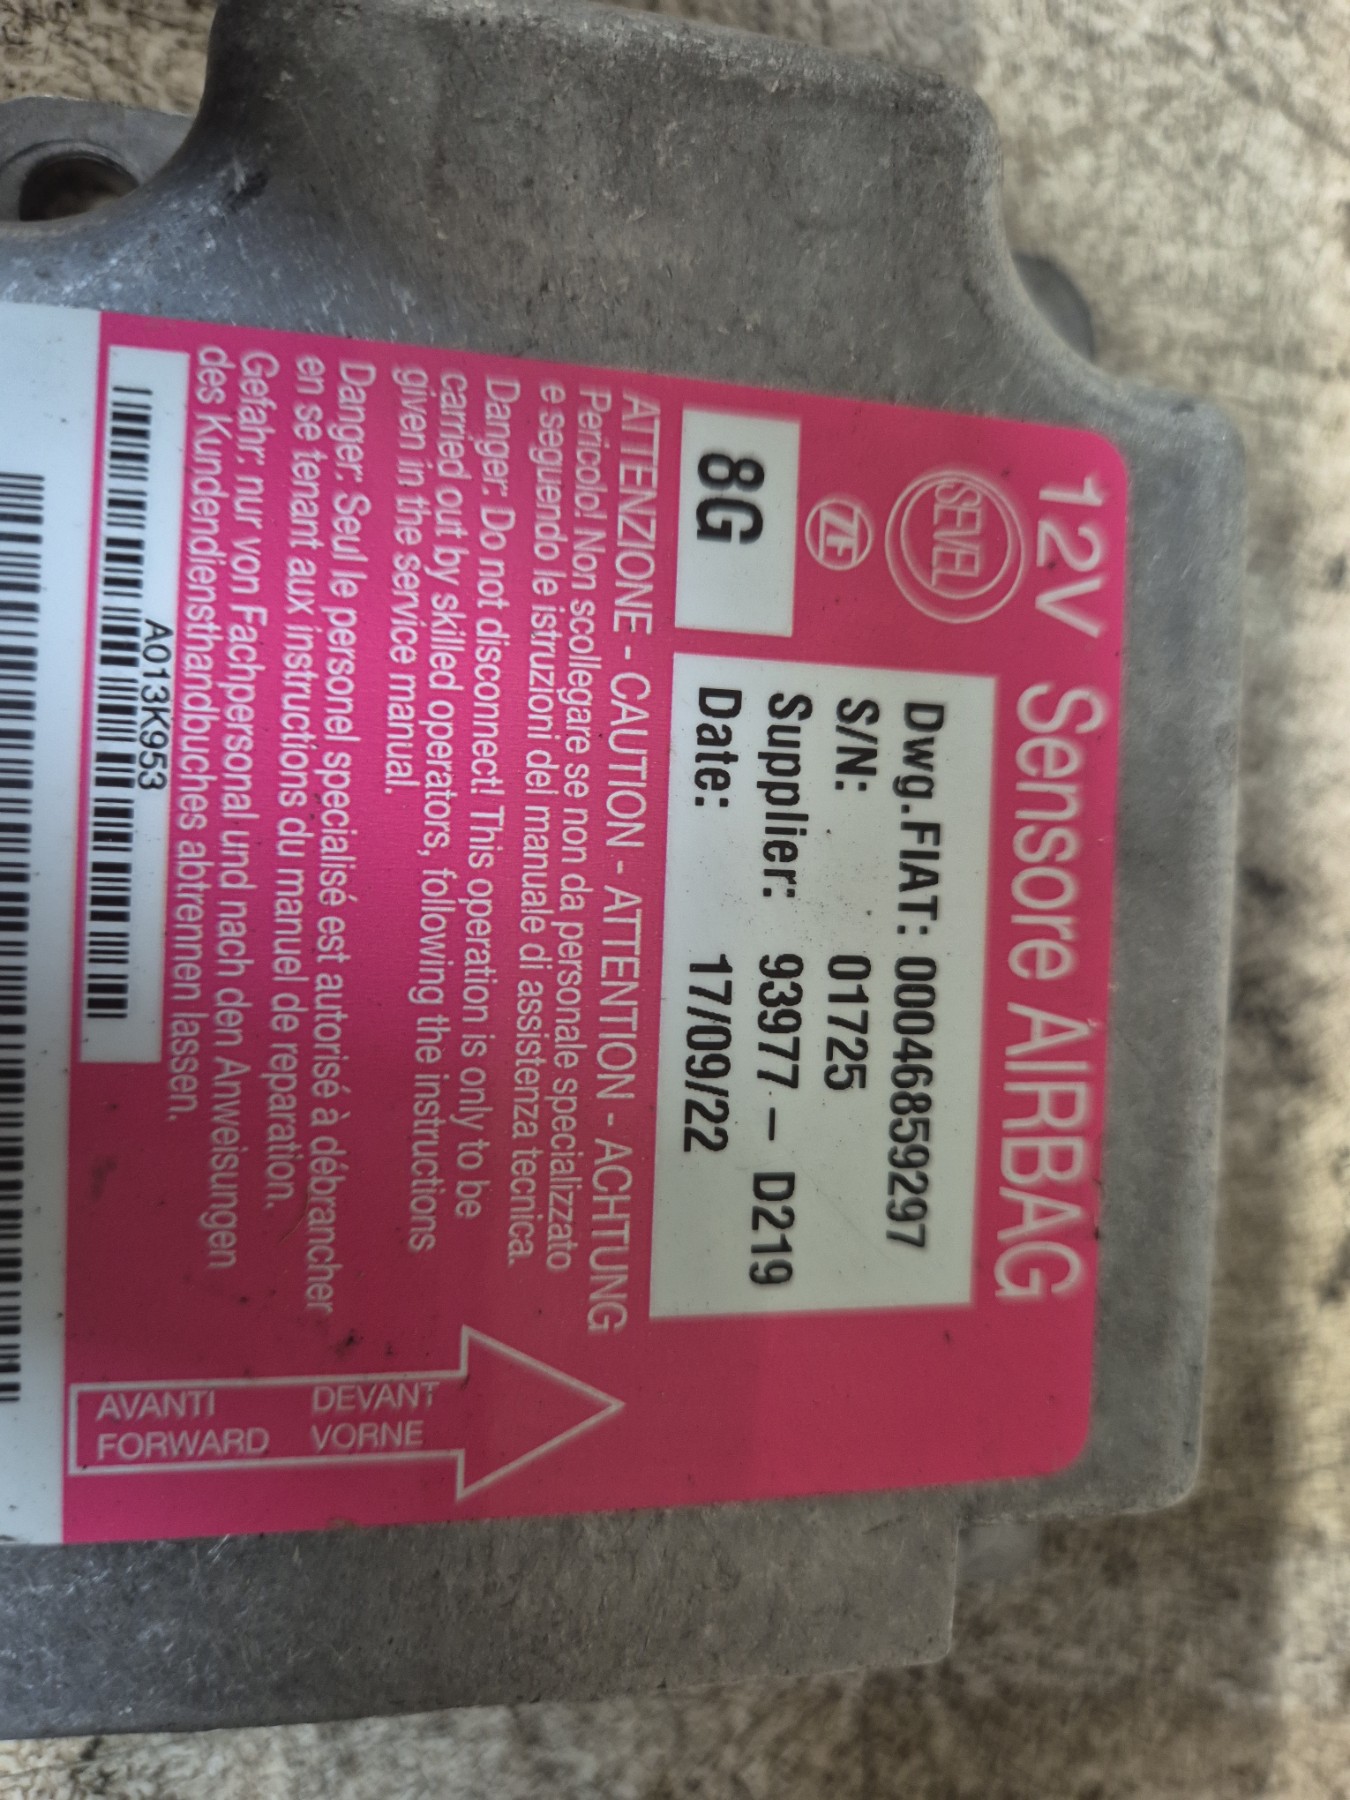 12V Sensore AIRBAG
SEVEL
ZF
Dwg.FIAT: 00046859297
S/N: 01725
Supplier: 93977 – D219
Date: 17/09/22
8G
ATTENZIONE - CAUTION - ATTENTION - ACHTUNG
Pericolo! Non scollegare se non da personale specializzato
e seguendo le istruzioni del manuale di assistenza tecnica.
Danger: Do not disconnect! This operation is only to be
carried out by skilled operators, following the instructions
given in the service manual.
Danger: Seul le personel specialisé est autorisé à débrancher
en se tenant aux instructions du manuel de reparation.
Gefahr: nur von Fachpersonal und nach den Anweisungen
des Kundendiensthandbuches abtrennen lassen.
A013K953
AVANTI DEVANT
FORWARD VORNE